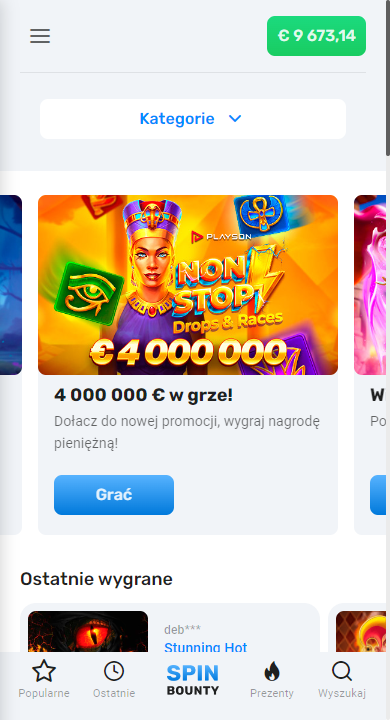 € 9 673,14
Kategorie
PLAYSON
NON
STOP
Drops & Races
€ 4 000 000
4 000 000 € w grze!
Dołacz do nowej promocji, wygraj nagrodę
pieniężną!
Grać
W
Po
Ostatnie wygrane
deb***
Stunning Hot
SPIN
BOUNTY
Popularne
Ostatnie
Prezenty
Wyszukaj